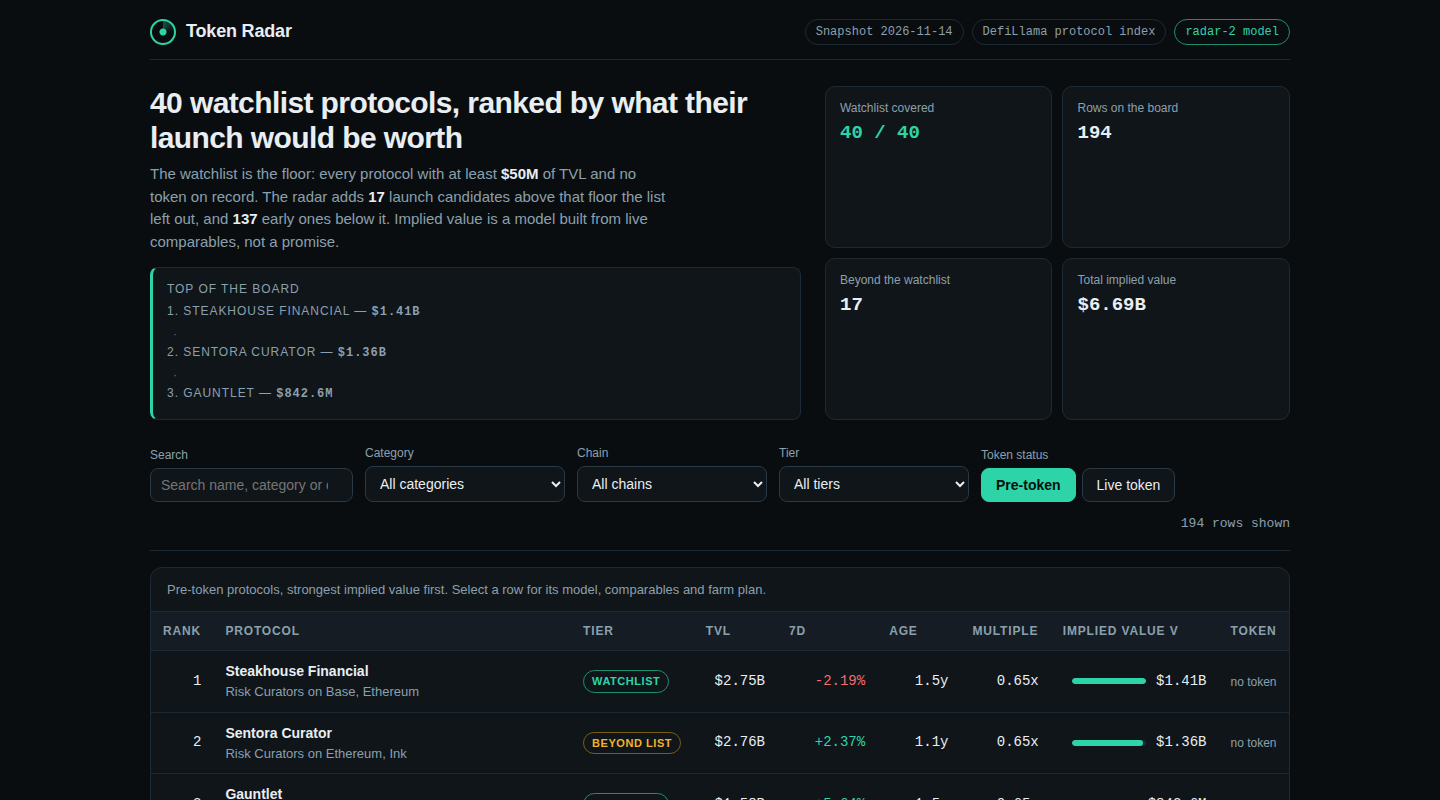 Token Radar
Snapshot 2026-11-14
DefiLlama protocol index
radar-2 model
40 watchlist protocols, ranked by what their
launch would be worth
The watchlist is the floor: every protocol with at least $50M of TVL and no
token on record. The radar adds 17 launch candidates above that floor the list
left out, and 137 early ones below it. Implied value is a model built from live
comparables, not a promise.
TOP OF THE BOARD
1. STEAKHOUSE FINANCIAL — $1.41B
·
2. SENTORA CURATOR — $1.36B
·
3. GAUNTLET — $842.6M
Watchlist covered
40 / 40
Rows on the board
194
Beyond the watchlist
17
Total implied value
$6.69B
Search
Search name, category or c
Category
All categories
Chain
All chains
Tier
All tiers
Token status
Pre-token
Live token
194 rows shown
Pre-token protocols, strongest implied value first. Select a row for its model, comparables and farm plan.
RANK PROTOCOL TIER TVL 7D AGE MULTIPLE IMPLIED VALUE V TOKEN
1 Steakhouse Financial WATCHLIST $2.75B -2.19% 1.5y 0.65x $1.41B no token
Risk Curators on Base, Ethereum
2 Sentora Curator BEYOND LIST $2.76B +2.37% 1.1y 0.65x $1.36B no token
Risk Curators on Ethereum, Ink
Gauntlet